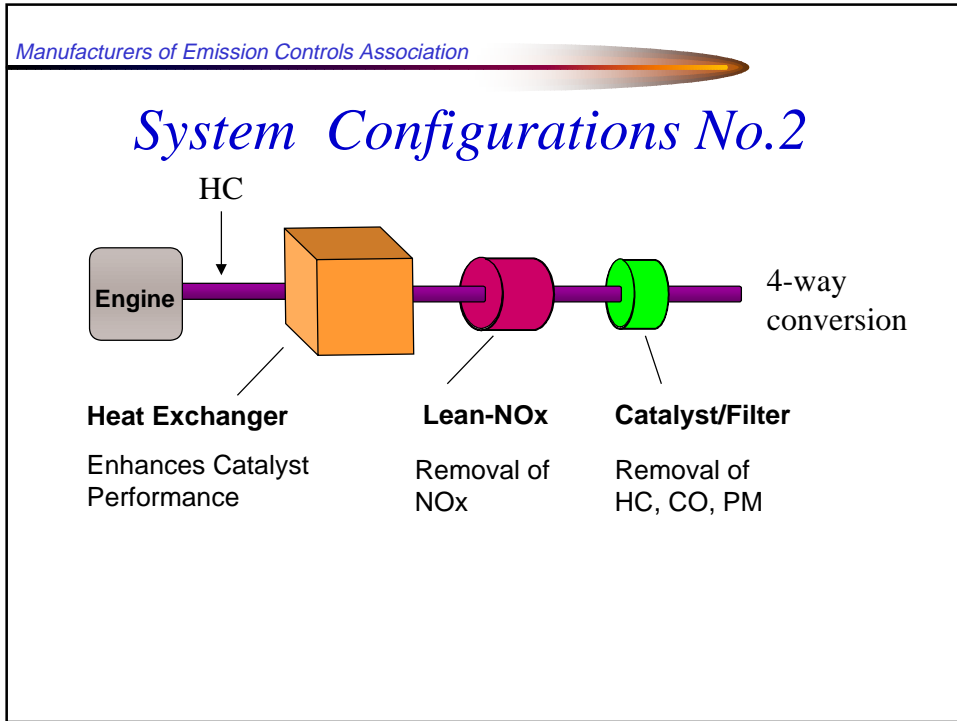 Manufacturers of Emission Controls Association
System Configurations No.2
HC
Engine
4-way
conversion
Heat Exchanger
Enhances Catalyst
Performance
Lean-NOx
Removal of
NOx
Catalyst/Filter
Removal of
HC, CO, PM